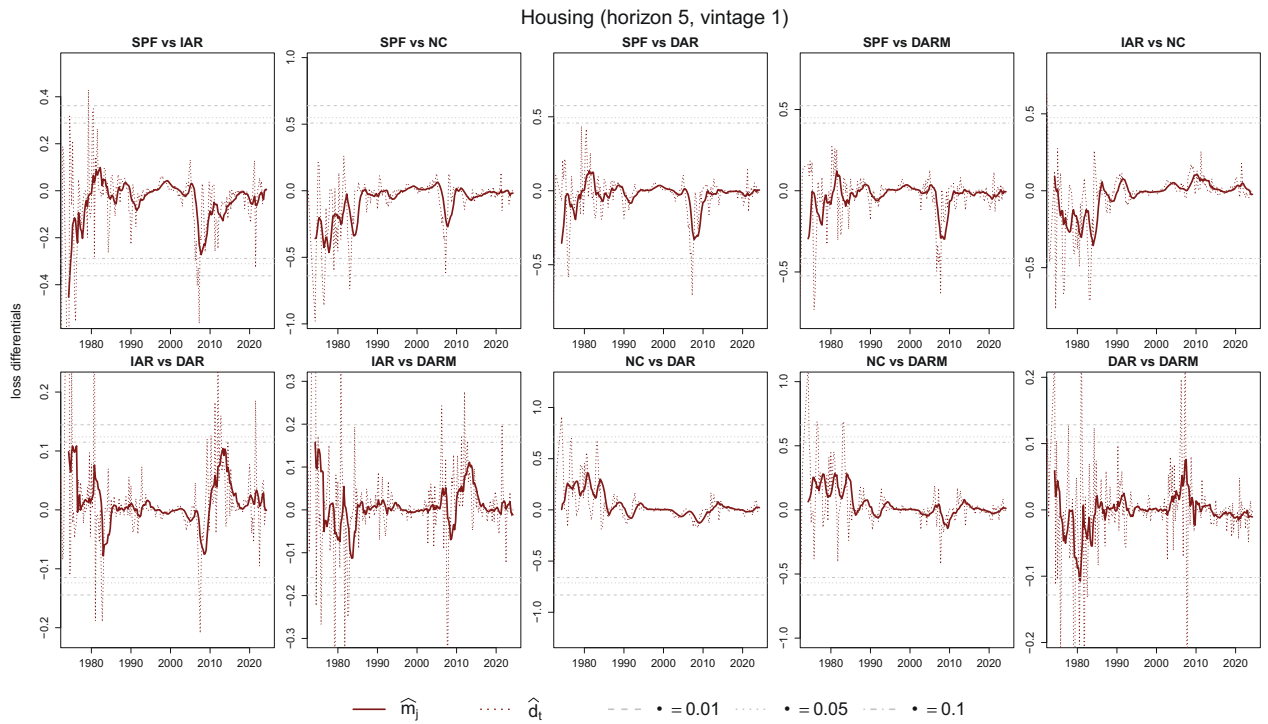 Housing (horizon 5, vintage 1)
SPF vs IAR
SPF vs NC
SPF vs DAR
SPF vs DARM
IAR vs NC
0.4
0.2
0.0
−0.2
−0.4
1.0
0.5
0.0
−0.5
−1.0
0.5
0.0
−0.5
0.5
0.0
−0.5
0.5
0.0
−0.5
1980 1990 2000 2010 2020
1980 1990 2000 2010 2020
1980 1990 2000 2010 2020
1980 1990 2000 2010 2020
1980 1990 2000 2010 2020
loss differentials
IAR vs DAR
IAR vs DARM
NC vs DAR
NC vs DARM
DAR vs DARM
0.2
0.1
0.0
−0.1
−0.2
0.3
0.2
0.1
0.0
−0.1
−0.2
−0.3
1.0
0.5
0.0
−0.5
−1.0
1.0
0.5
0.0
−0.5
−1.0
0.2
0.1
0.0
−0.1
−0.2
1980 1990 2000 2010 2020
1980 1990 2000 2010 2020
1980 1990 2000 2010 2020
1980 1990 2000 2010 2020
1980 1990 2000 2010 2020
m̂_j d̂_t • = 0.01 • = 0.05 • = 0.1